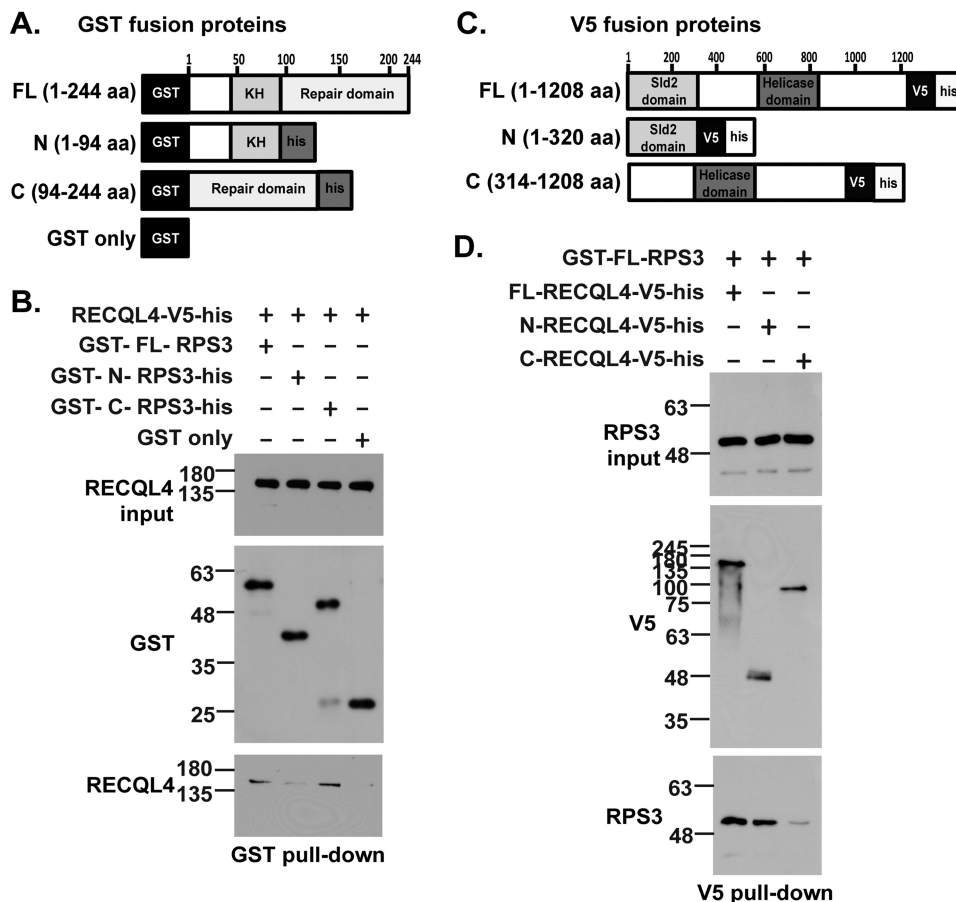 A. GST fusion proteins
1 50 100 150 200 244
FL (1-244 aa) GST KH Repair domain
N (1-94 aa) GST KH his
C (94-244 aa) GST Repair domain his
GST only GST
B.
RECQL4-V5-his + + + +
GST- FL- RPS3 + – – –
GST- N- RPS3-his – + – –
GST- C- RPS3-his – – + –
GST only – – – +
RECQL4 input 180 135
GST 63 48 35 25
RECQL4 180 135
GST pull-down
C. V5 fusion proteins
1 200 400 600 800 1000 1200
FL (1-1208 aa) Sld2 domain Helicase domain V5 his
N (1-320 aa) Sld2 domain V5 his
C (314-1208 aa) Helicase domain V5 his
D.
GST-FL-RPS3 + + +
FL-RECQL4-V5-his + – –
N-RECQL4-V5-his – + –
C-RECQL4-V5-his – – +
RPS3 input 63 48
V5 245 180 135 100 75 63 48 35
RPS3 63 48
V5 pull-down